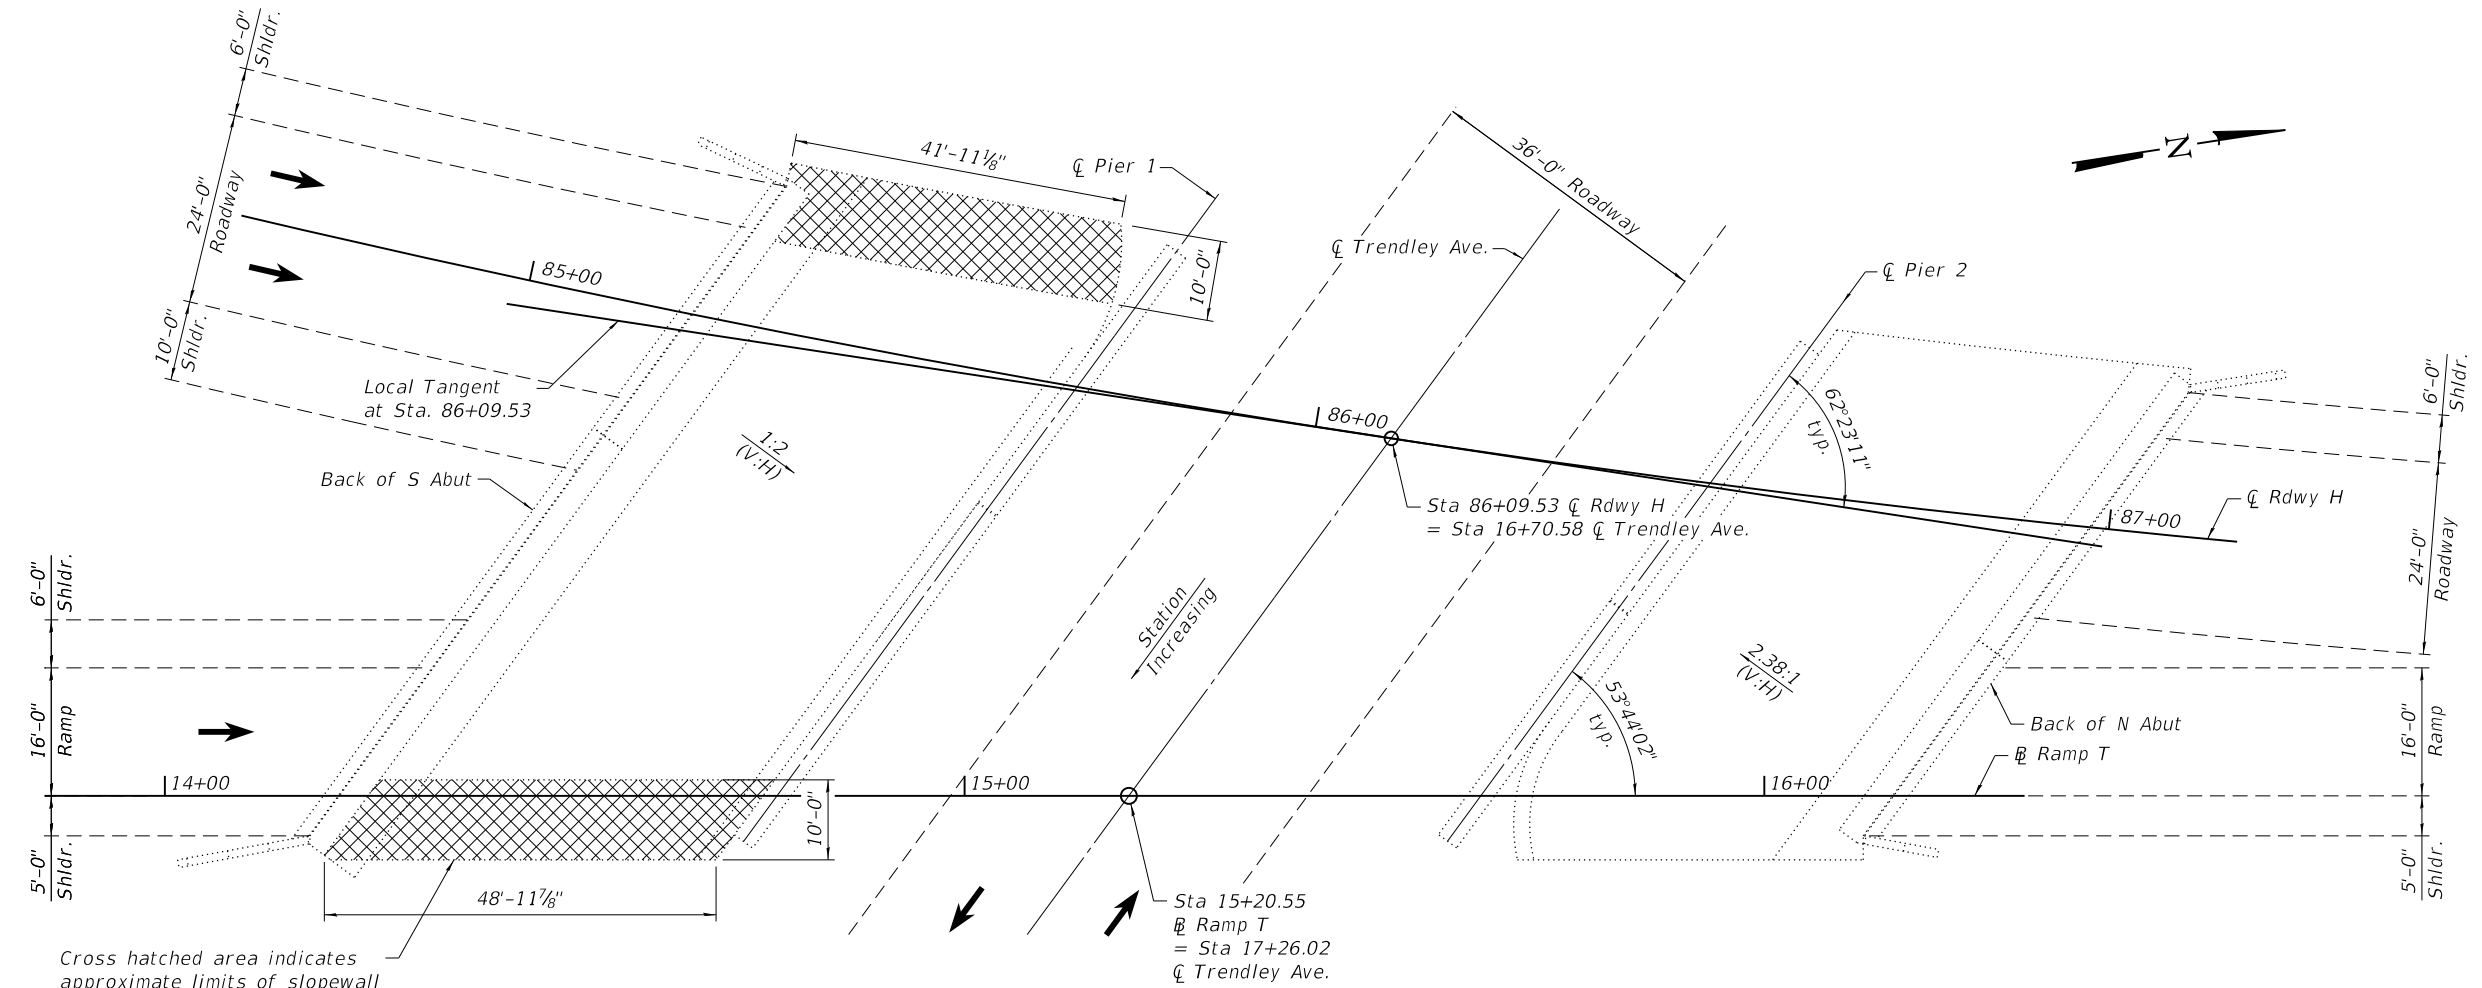 6'-0"
Shldr.
24'-0"
Roadway
10'-0"
Shldr.
41'-11⅛"
℄ Pier 1
10'-0"
36'-0" Roadway
℄ Trendley Ave.
N
℄ Pier 2
85+00
Local Tangent
at Sta. 86+09.53
1:2
(V:H)
86+00
62°23'11"
typ.
6'-0"
Shldr.
24'-0"
Roadway
℄ Rdwy H
87+00
Back of S Abut
Sta 86+09.53 ℄ Rdwy H
= Sta 16+70.58 ℄ Trendley Ave.
6'-0"
Shldr.
16'-0"
Ramp
5'-0"
Shldr.
Station
Increasing
53°44'02"
typ.
2.38:1
(V:H)
Back of N Abut
BL Ramp T
16'-0"
Ramp
5'-0"
Shldr.
14+00
15+00
16+00
10'-0"
48'-11⅞"
Sta 15+20.55
BL Ramp T
= Sta 17+26.02
℄ Trendley Ave.
Cross hatched area indicates
approximate limits of slopewall